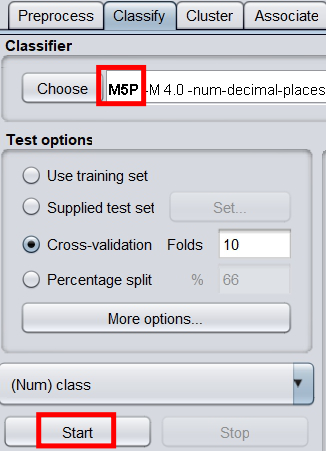 Preprocess Classify Cluster Associate
Classifier
Choose M5P -M 4.0 -num-decimal-places
Test options
Use training set
Supplied test set Set...
Cross-validation Folds 10
Percentage split % 66
More options...
(Num) class
Start Stop